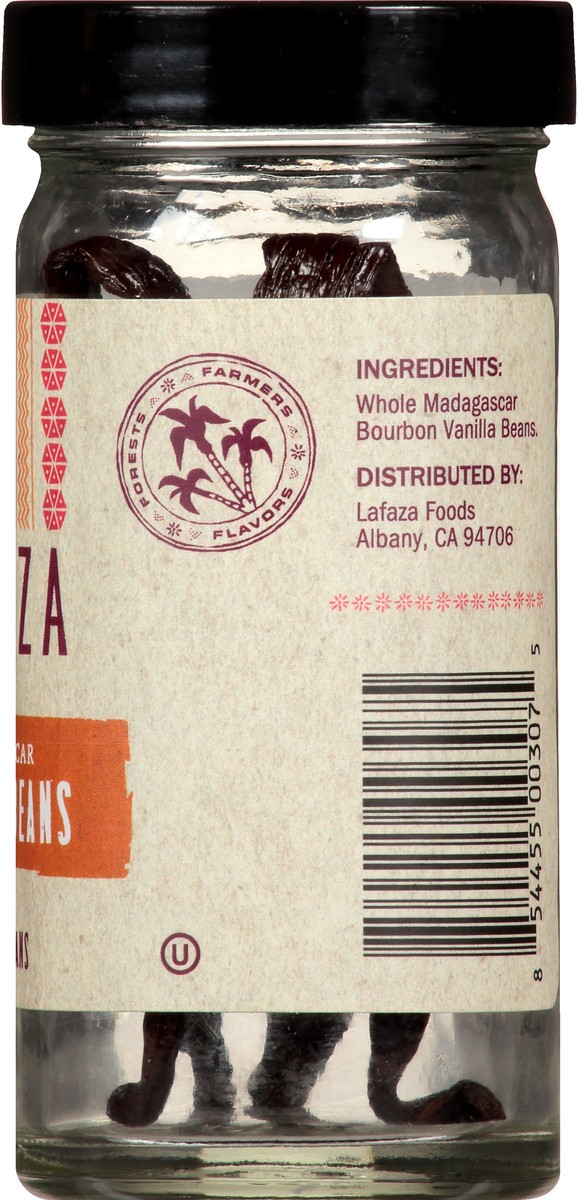 FARMERS
FORESTS
FLAVORS
INGREDIENTS:
Whole Madagascar
Bourbon Vanilla Beans.
DISTRIBUTED BY:
Lafaza Foods
Albany, CA 94706
ZA
CAR
EANS
ANS
U
8 54455 00307 5